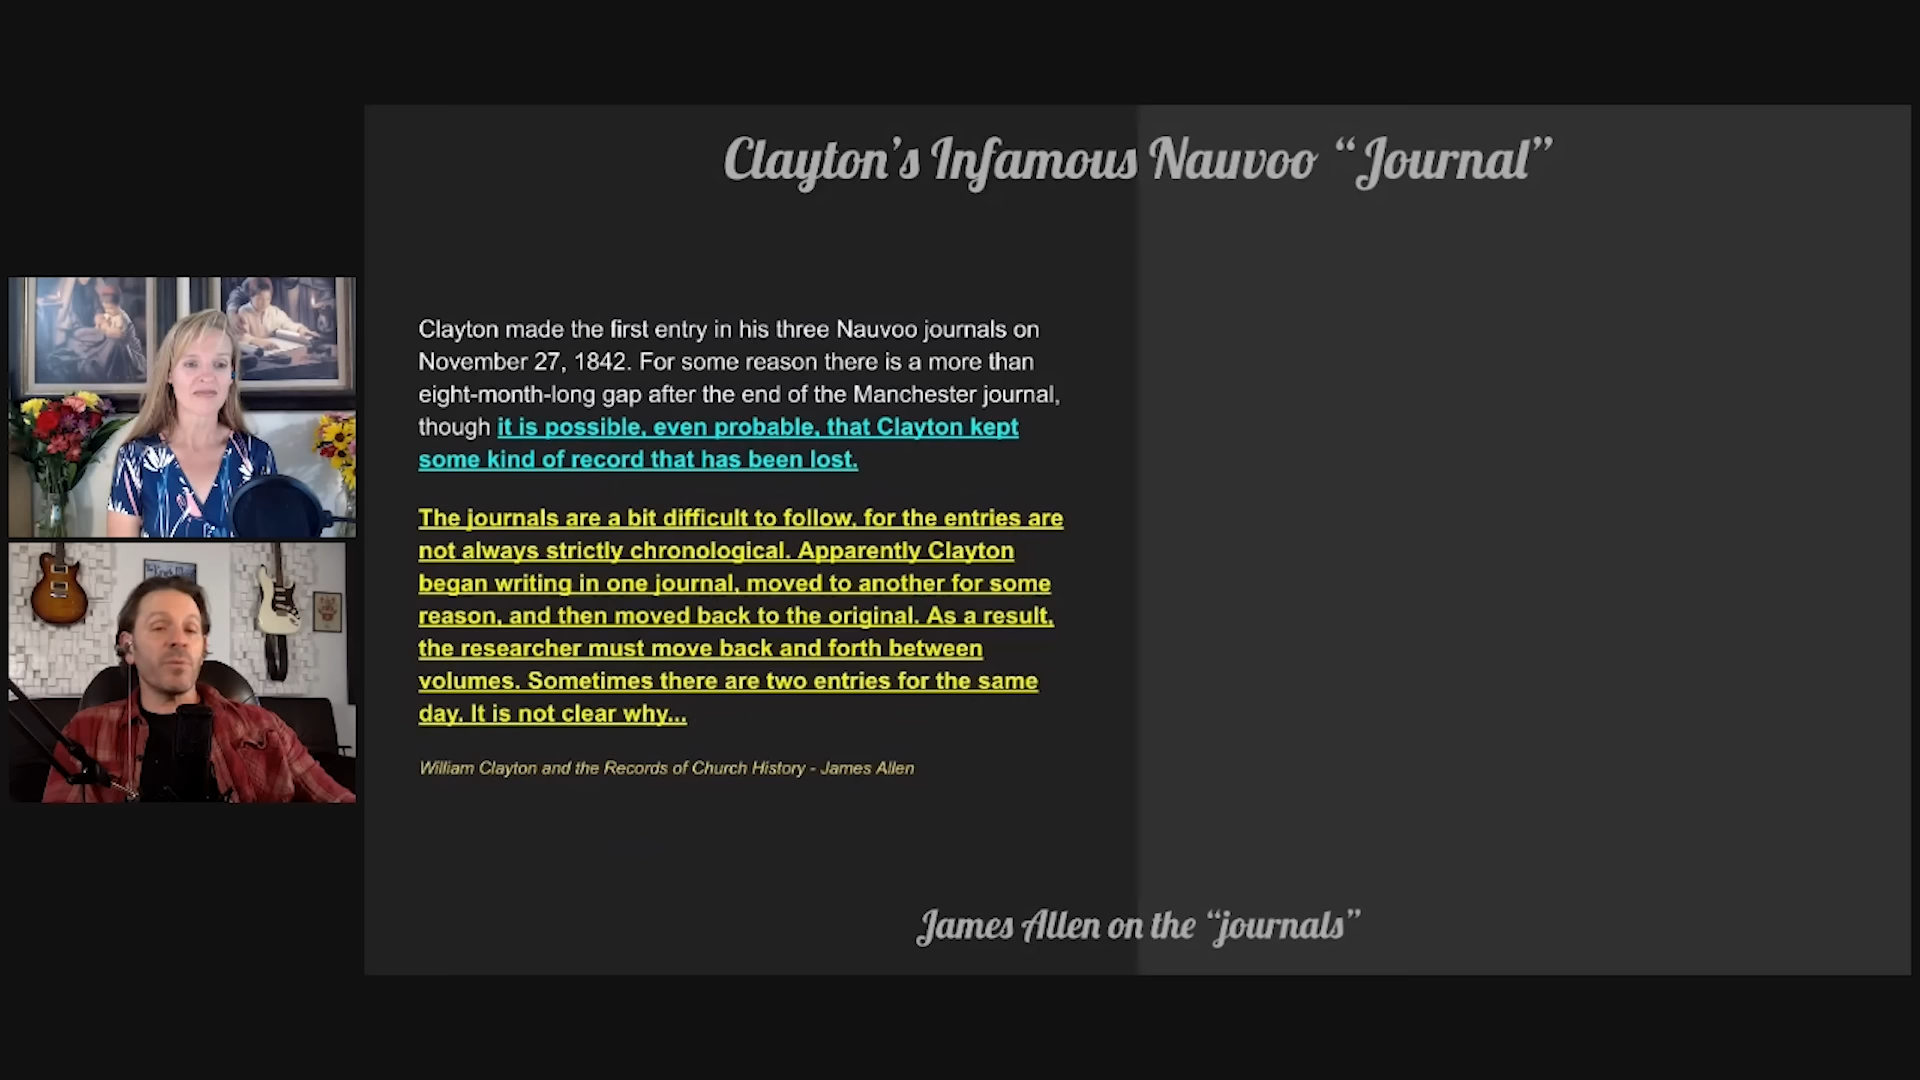 Clayton's Infamous Nauvoo “Journal”
Clayton made the first entry in his three Nauvoo journals on
November 27, 1842. For some reason there is a more than
eight-month-long gap after the end of the Manchester journal,
though it is possible, even probable, that Clayton kept
some kind of record that has been lost.
The journals are a bit difficult to follow, for the entries are
not always strictly chronological. Apparently Clayton
began writing in one journal, moved to another for some
reason, and then moved back to the original. As a result,
the researcher must move back and forth between
volumes. Sometimes there are two entries for the same
day. It is not clear why...
William Clayton and the Records of Church History - James Allen
James Allen on the “journals”